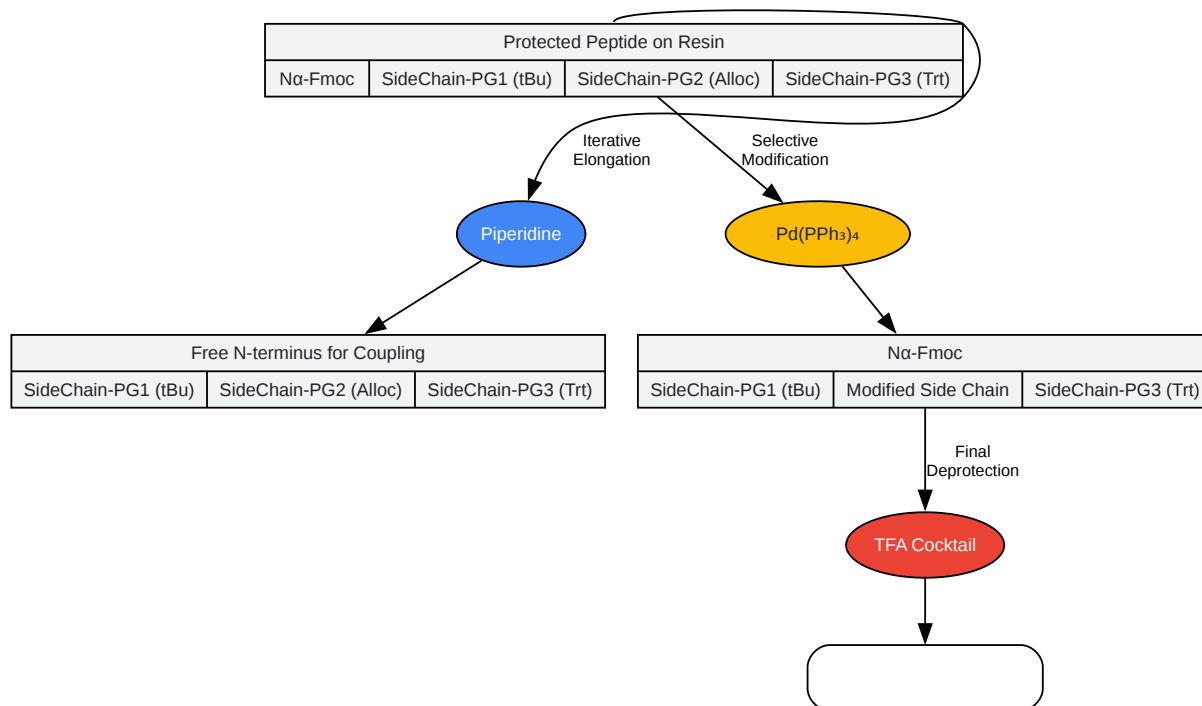 Protected Peptide on Resin
Nα-Fmoc SideChain-PG1 (tBu) SideChain-PG2 (Alloc) SideChain-PG3 (Trt)
Iterative
Elongation
Selective
Modification
Piperidine
Pd(PPh₃)₄
Free N-terminus for Coupling
SideChain-PG1 (tBu) SideChain-PG2 (Alloc) SideChain-PG3 (Trt)
Nα-Fmoc
SideChain-PG1 (tBu) Modified Side Chain SideChain-PG3 (Trt)
Final
Deprotection
TFA Cocktail